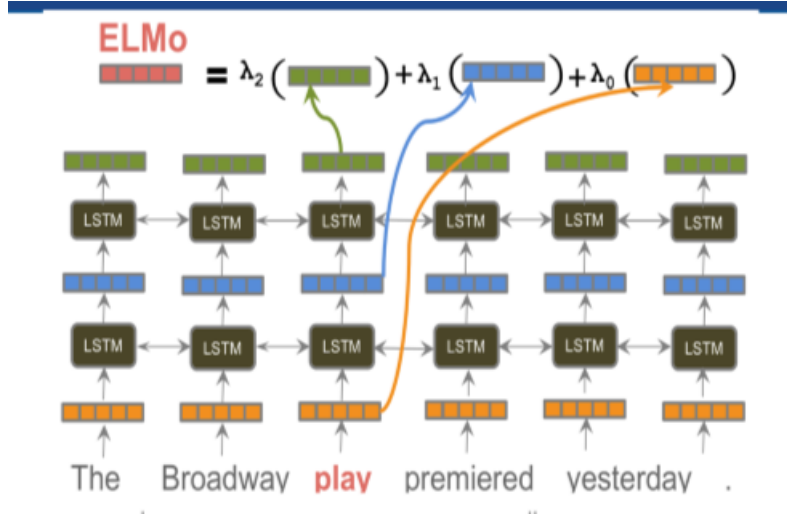 ELMo
= λ2 ( ) + λ1 ( ) + λ0 ( )
LSTM LSTM LSTM LSTM LSTM LSTM
LSTM LSTM LSTM LSTM LSTM LSTM
The Broadway play premiered yesterday .